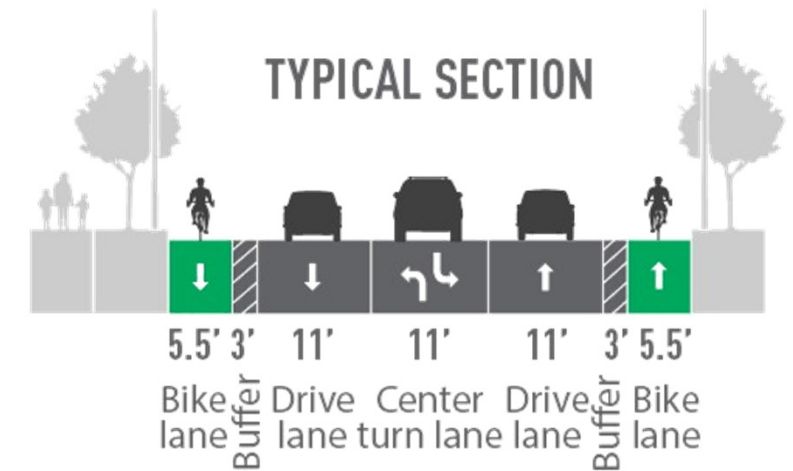 TYPICAL SECTION
5.5’ 3’ 11’ 11’ 11’ 3’ 5.5’
Bike Buffer Drive Center Drive Buffer Bike
lane lane turn lane lane lane